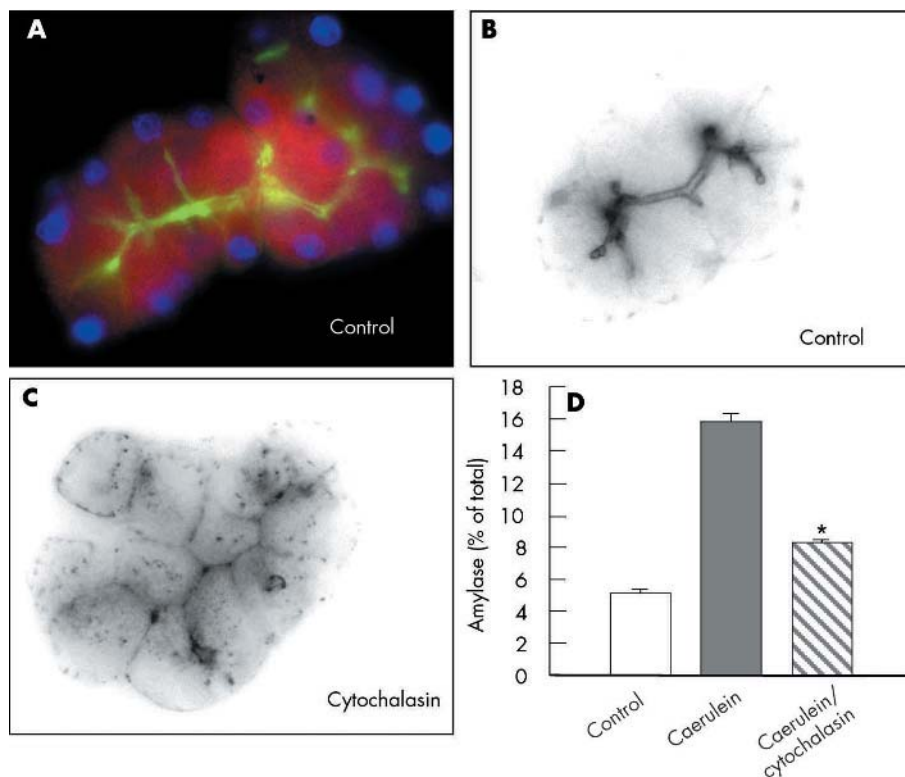 A
Control
B
Control
C
Cytochalasin
D
Amylase (% of total)
18
16
14
12
10
8
6
4
2
0
*
Control
Caerulein
Caerulein/
cytochalasin